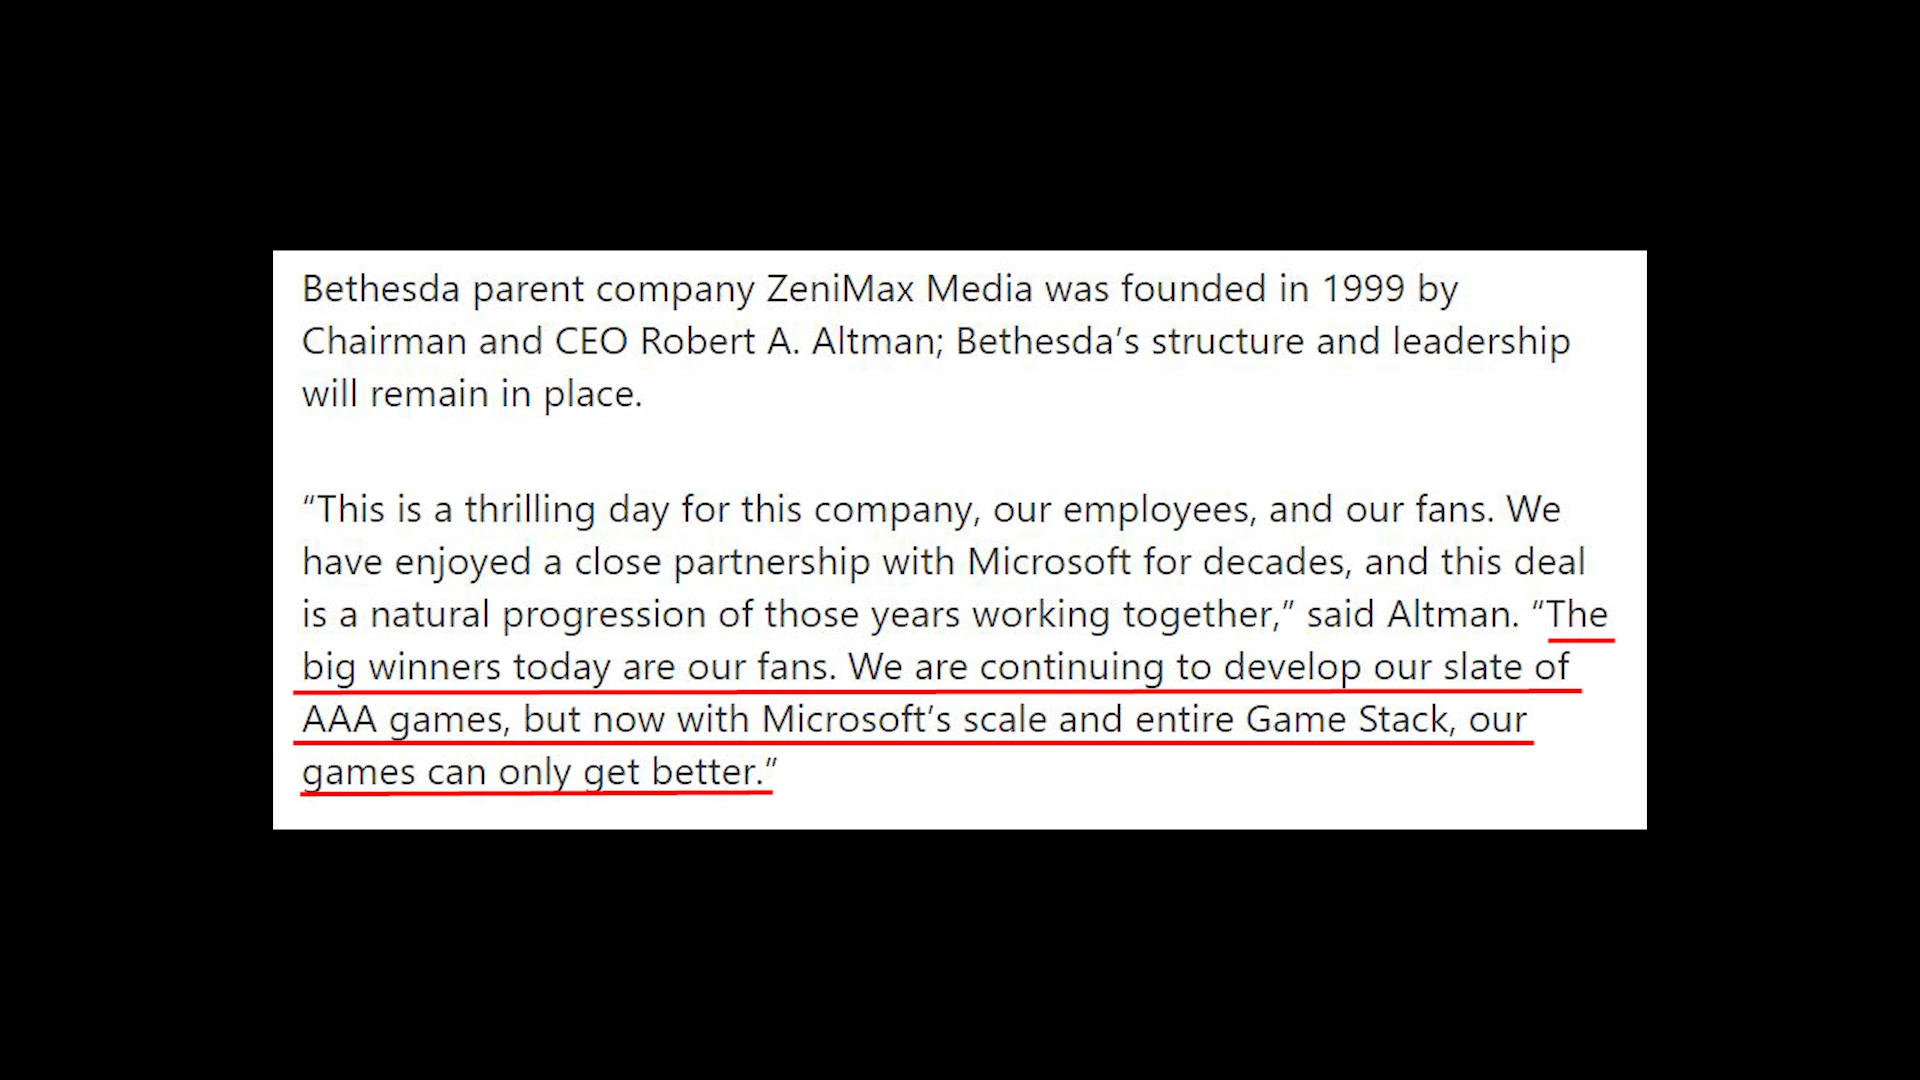 Bethesda parent company ZeniMax Media was founded in 1999 by
Chairman and CEO Robert A. Altman; Bethesda’s structure and leadership
will remain in place.
“This is a thrilling day for this company, our employees, and our fans. We
have enjoyed a close partnership with Microsoft for decades, and this deal
is a natural progression of those years working together,” said Altman. “The
big winners today are our fans. We are continuing to develop our slate of
AAA games, but now with Microsoft’s scale and entire Game Stack, our
games can only get better.”